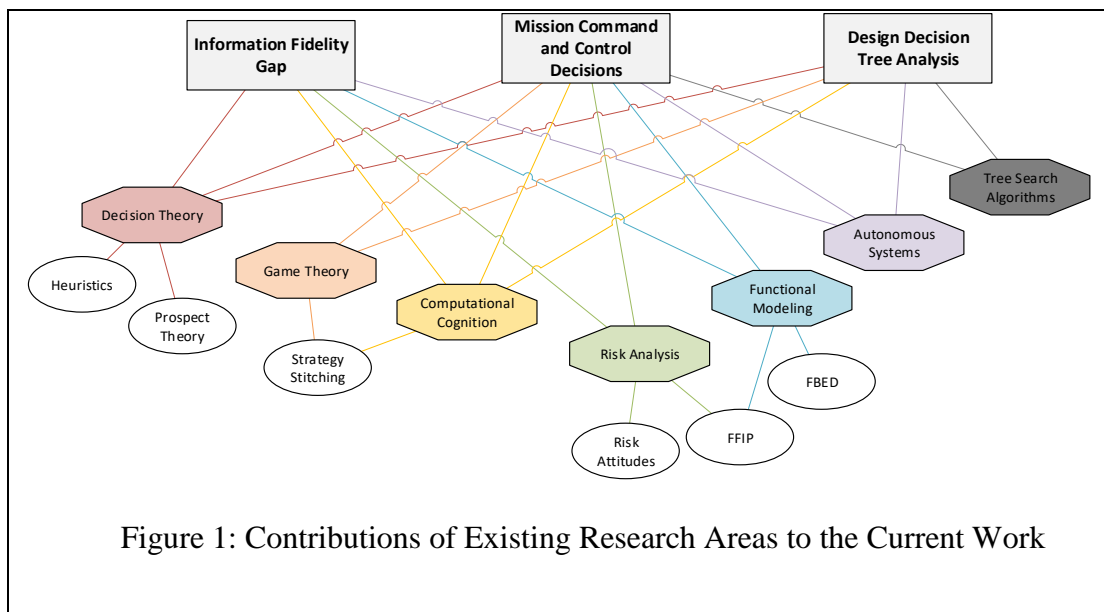 Information Fidelity
Gap
Mission Command
and Control
Decisions
Design Decision
Tree Analysis
Tree Search
Algorithms
Decision Theory
Autonomous
Systems
Game Theory
Heuristics
Computational
Cognition
Functional
Modeling
Prospect
Theory
Risk Analysis
Strategy
Stitching
FBED
Risk
Attitudes
FFIP
Figure 1: Contributions of Existing Research Areas to the Current Work